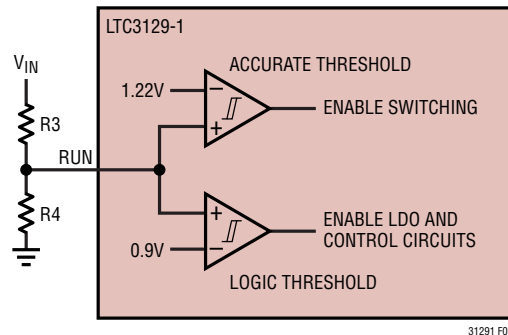 LTC3129-1
ACCURATE THRESHOLD
VIN
1.22V
–
ENABLE SWITCHING
R3
+
RUN
R4
+
ENABLE LDO AND
CONTROL CIRCUITS
0.9V
–
LOGIC THRESHOLD
31291 F0